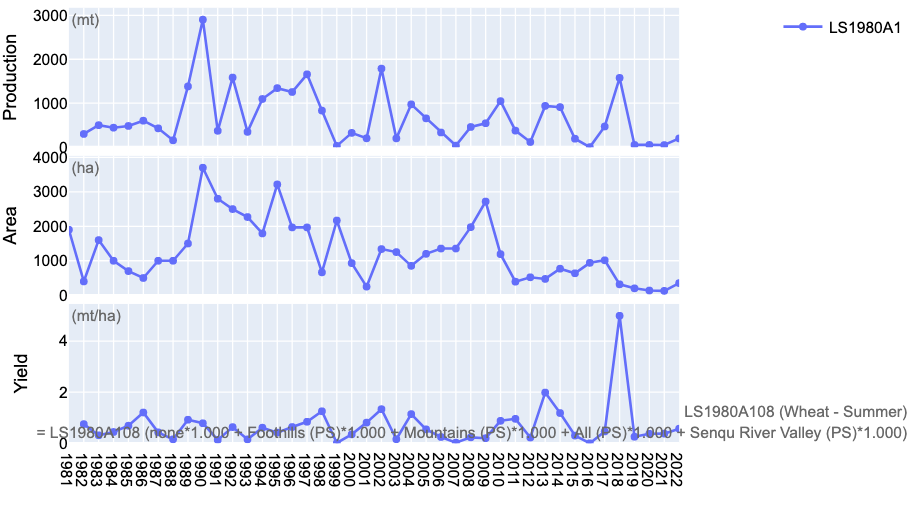 (mt)
3000
2000
1000
0
Production
LS1980A1
(ha)
4000
3000
2000
1000
0
Area
(mt/ha)
4
2
0
Yield
LS1980A108 (Wheat - Summer)
= LS1980A108 (none*1.000 + Foothills (PS)*1.000 + Mountains (PS)*1.000 + All (PS)*1.000 + Senqu River Valley (PS)*1.000)
1981 1982 1983 1984 1985 1986 1987 1988 1989 1990 1991 1992 1993 1994 1995 1996 1997 1998 1999 2000 2001 2002 2003 2004 2005 2006 2007 2008 2009 2010 2011 2012 2013 2014 2015 2016 2017 2018 2019 2020 2021 2022